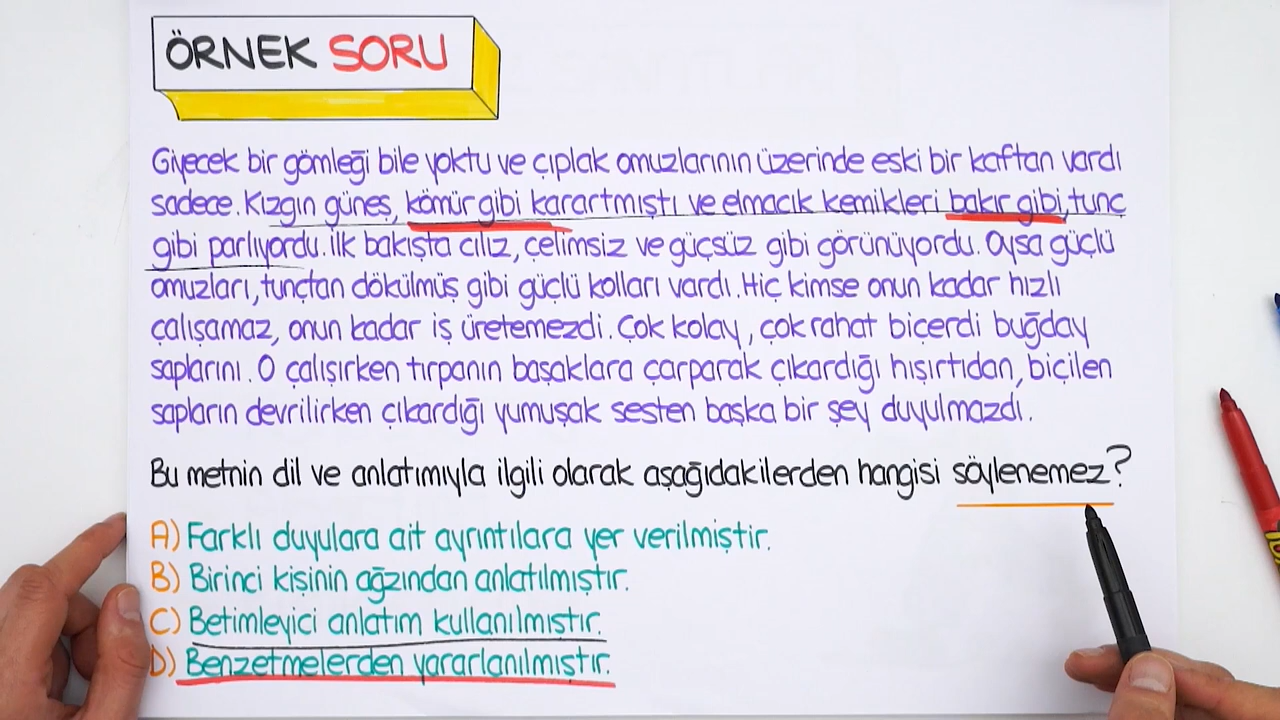 ÖRNEK SORU
Giyecek bir gömleği bile yoktu ve çıplak omuzlarının üzerinde eski bir kaftan vardı
sadece. Kızgın güneş, kömür gibi karartmıştı ve elmacık kemikleri bakır gibi, tunç
gibi parlıyordu. İlk bakışta cılız, çelimsiz ve güçsüz gibi görünüyordu. Oysa güçlü
omuzları, tunçtan dökülmüş gibi güçlü kolları vardı. Hiç kimse onun kadar hızlı
çalışamaz, onun kadar iş üretemezdi. Çok kolay, çok rahat biçerdi buğday
saplarını. O çalışırken tırpanın başaklara çarparak çıkardığı hışırtıdan, biçilen
sapların devrilirken çıkardığı yumuşak sesten başka bir şey duyulmazdı.
Bu metnin dil ve anlatımıyla ilgili olarak aşağıdakilerden hangisi söylenemez?
A) Farklı duyulara ait ayrıntılara yer verilmiştir.
B) Birinci kişinin ağzından anlatılmıştır.
C) Betimleyici anlatım kullanılmıştır.
D) Benzetmelerden yararlanılmıştır.